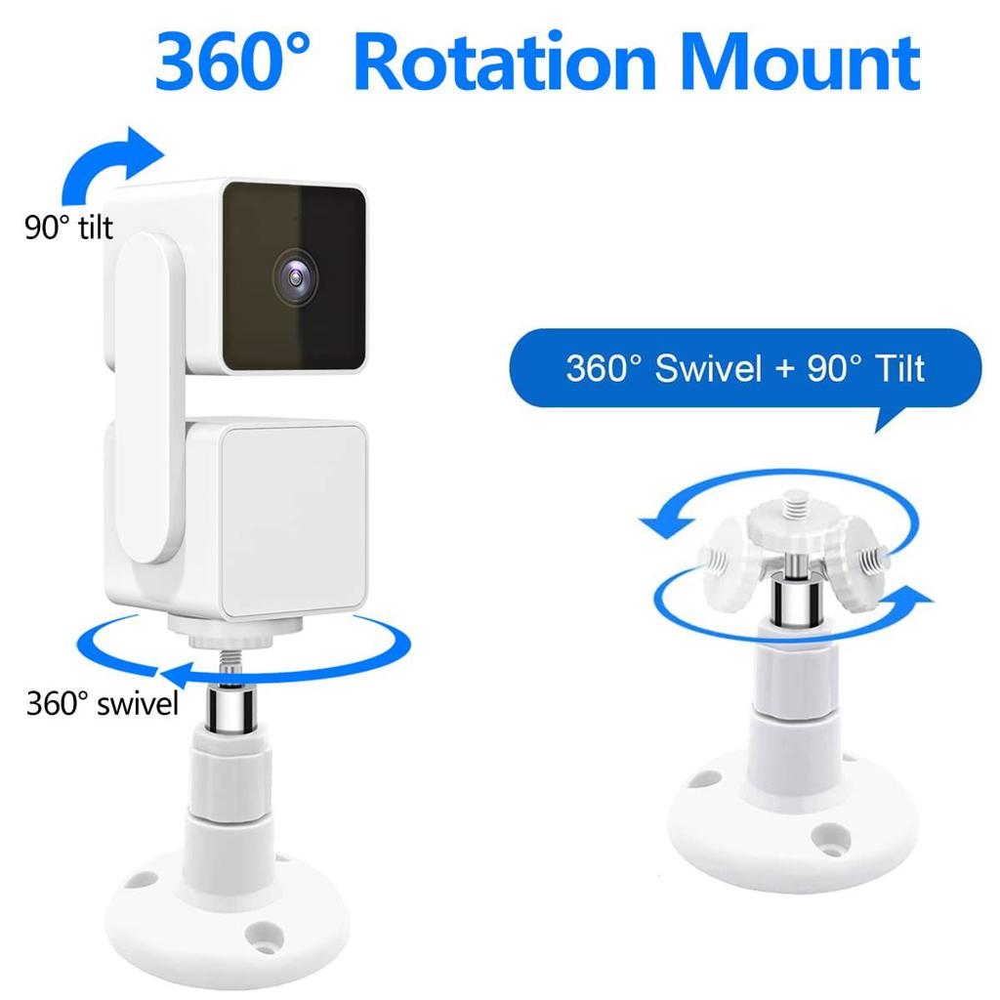 360° Rotation Mount
90° tilt
360° Swivel + 90° Tilt
360° swivel